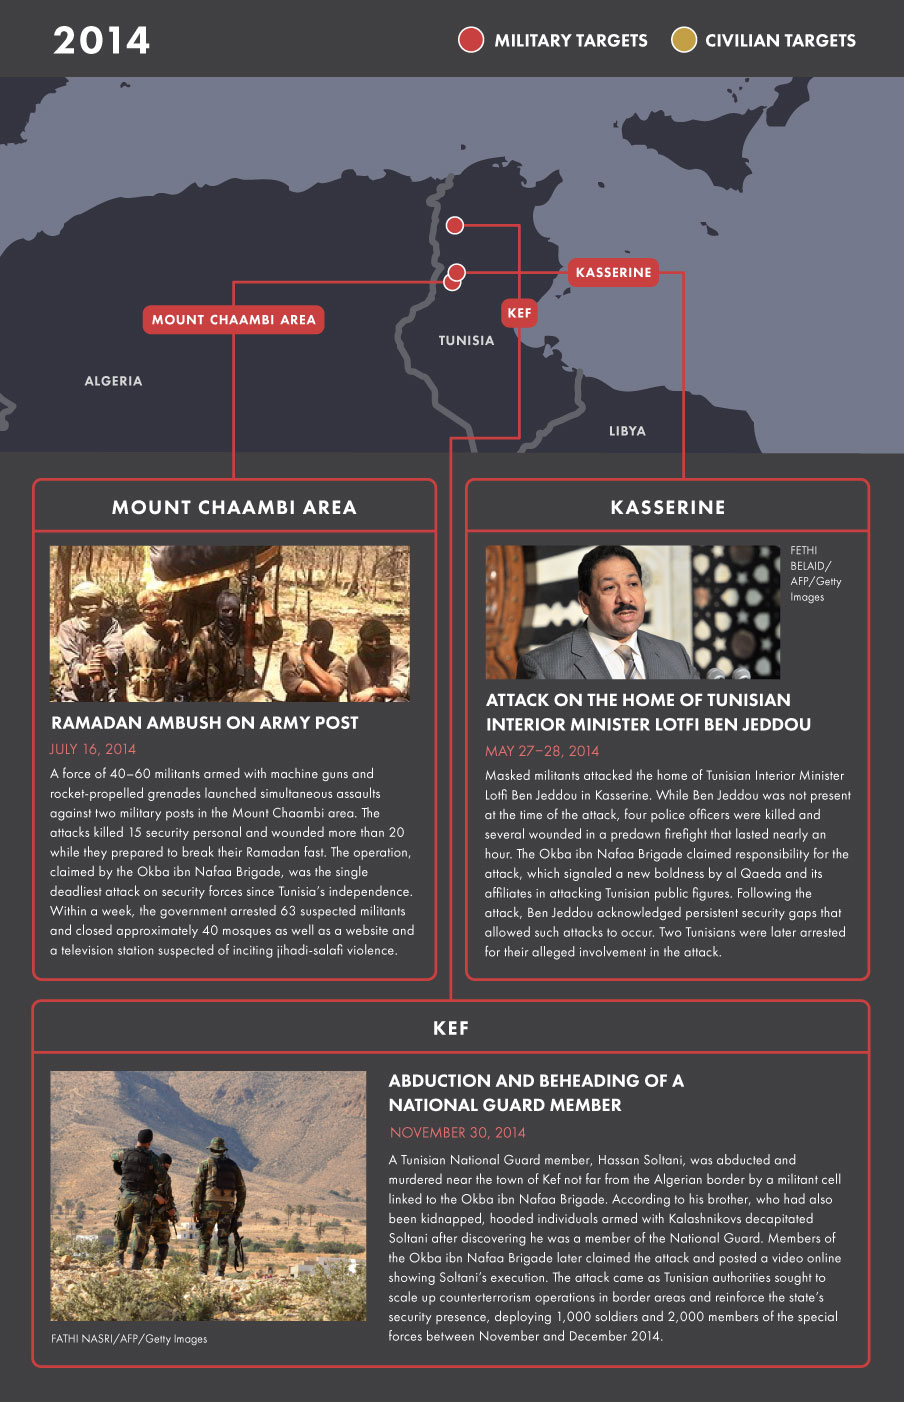 2014
MILITARY TARGETS
CIVILIAN TARGETS
KASSERINE
KEF
MOUNT CHAAMBI AREA
TUNISIA
ALGERIA
LIBYA
MOUNT CHAAMBI AREA
RAMADAN AMBUSH ON ARMY POST
JULY 16, 2014
A force of 40–60 militants armed with machine guns and
rocket-propelled grenades launched simultaneous assaults
against two military posts in the Mount Chaambi area. The
attacks killed 15 security personal and wounded more than 20
while they prepared to break their Ramadan fast. The operation,
claimed by the Okba ibn Nafaa Brigade, was the single
deadliest attack on security forces since Tunisia's independence.
Within a week, the government arrested 63 suspected militants
and closed approximately 40 mosques as well as a website and
a television station suspected of inciting jihadi-salafi violence.
KASSERINE
FETHI
BELAID/
AFP/Getty
Images
ATTACK ON THE HOME OF TUNISIAN
INTERIOR MINISTER LOTFI BEN JEDDOU
MAY 27–28, 2014
Masked militants attacked the home of Tunisian Interior Minister
Lotfi Ben Jeddou in Kasserine. While Ben Jeddou was not present
at the time of the attack, four police officers were killed and
several wounded in a predawn firefight that lasted nearly an
hour. The Okba ibn Nafaa Brigade claimed responsibility for the
attack, which signaled a new boldness by al Qaeda and its
affiliates in attacking Tunisian public figures. Following the
attack, Ben Jeddou acknowledged persistent security gaps that
allowed such attacks to occur. Two Tunisians were later arrested
for their alleged involvement in the attack.
KEF
FATHI NASRI/AFP/Getty Images
ABDUCTION AND BEHEADING OF A
NATIONAL GUARD MEMBER
NOVEMBER 30, 2014
A Tunisian National Guard member, Hassan Soltani, was abducted and
murdered near the town of Kef not far from the Algerian border by a militant cell
linked to the Okba ibn Nafaa Brigade. According to his brother, who had also
been kidnapped, hooded individuals armed with Kalashnikovs decapitated
Soltani after discovering he was a member of the National Guard. Members of
the Okba ibn Nafaa Brigade later claimed the attack and posted a video online
showing Soltani's execution. The attack came as Tunisian authorities sought to
scale up counterterrorism operations in border areas and reinforce the state's
security presence, deploying 1,000 soldiers and 2,000 members of the special
forces between November and December 2014.